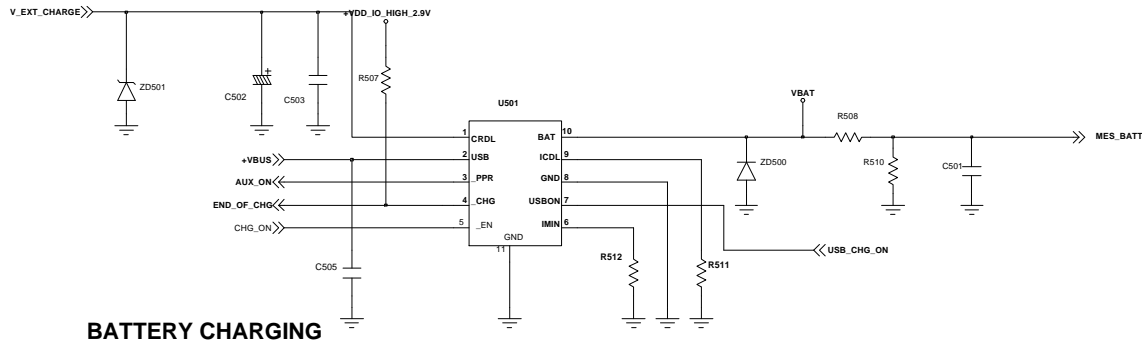 V_EXT_CHARGE
+VDD_IO_HIGH_2.9V
R507
ZD501
C502
+
C503
U501
VBAT
R508
1
CRDL
BAT
10
MES_BATT
+VBUS
2
USB
ICDL
9
ZD500
R510
C501
AUX_ON
3
_PPR
GND
8
END_OF_CHG
4
_CHG
USBON
7
CHG_ON
5
_EN
IMIN
6
GND
11
USB_CHG_ON
C505
R512
R511
BATTERY CHARGING